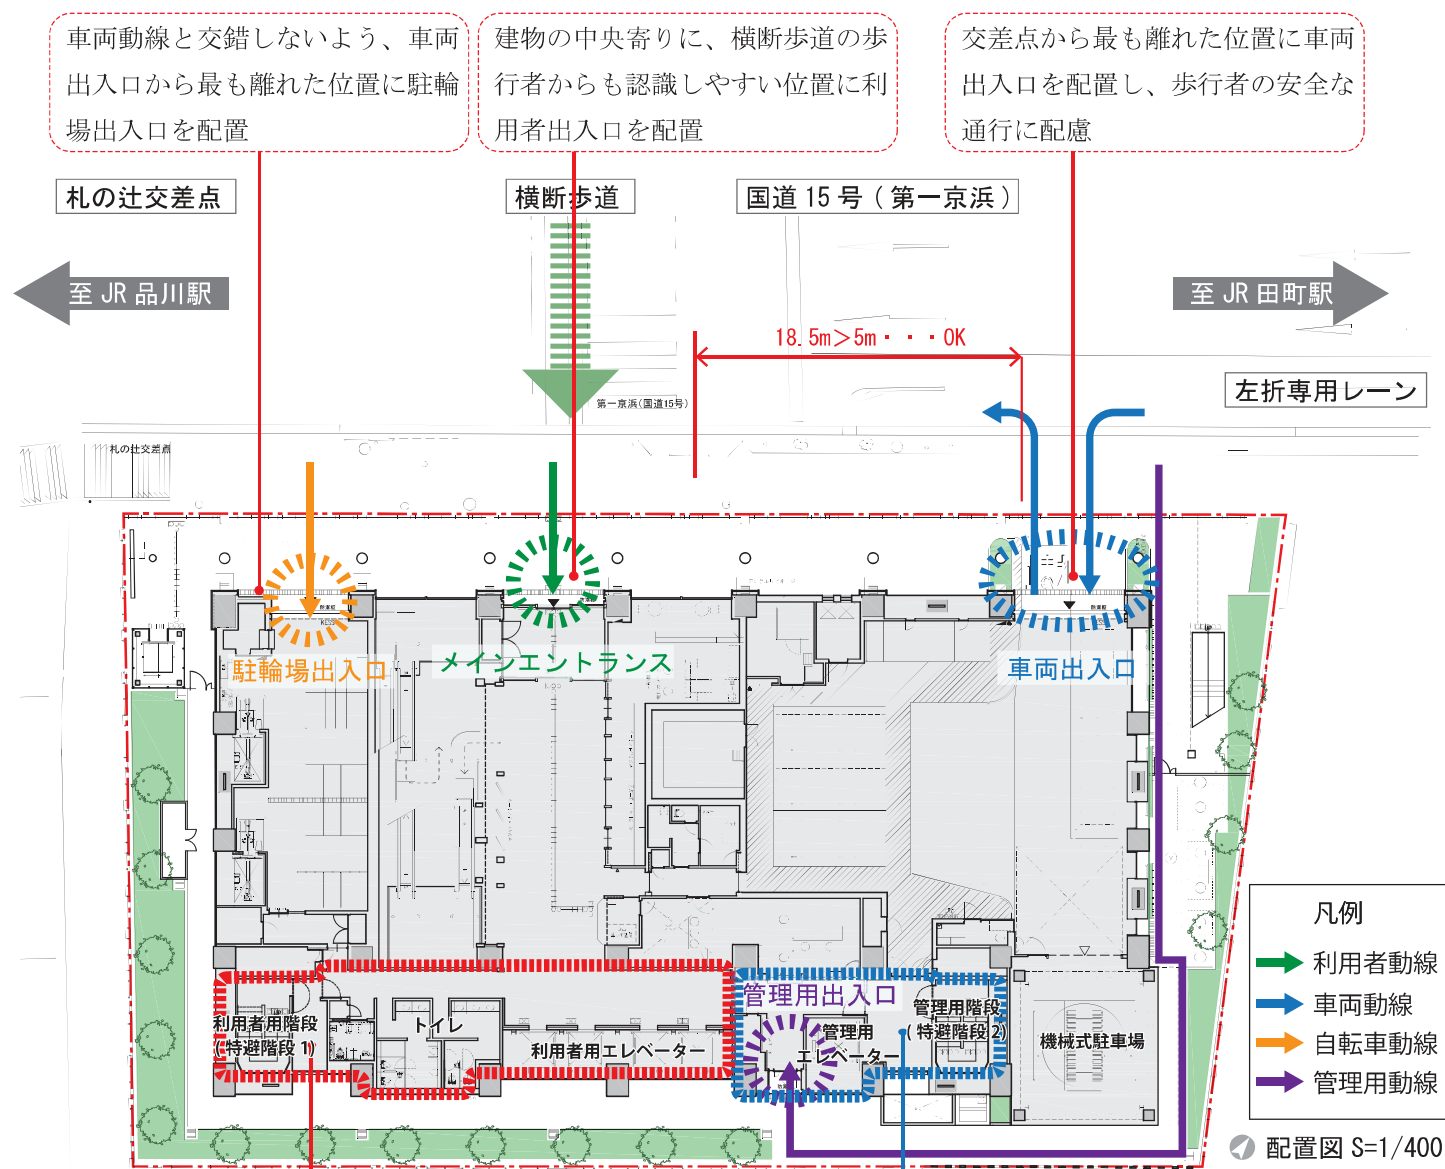 車両動線と交錯しないよう、車両
出入口から最も離れた位置に駐輪
場出入口を配置
建物の中央寄りに、横断歩道の歩
行者からも認識しやすい位置に利
用者出入口を配置
交差点から最も離れた位置に車両
出入口を配置し、歩行者の安全な
通行に配慮
札の辻交差点
横断歩道
国道 15 号 ( 第一京浜 )
至 JR 品川駅
至 JR 田町駅
18.5m>5m・・・OK
左折専用レーン
第一京浜(国道15号)
札の辻交差点
駐輪場出入口
メインエントランス
車両出入口
管理用出入口
利用者用階段
( 特避階段 1)
トイレ
利用者用エレベーター
管理用
エレベーター
管理用階段
( 特避階段 2)
機械式駐車場
凡例
利用者動線
車両動線
自転車動線
管理用動線
配置図 S=1/400